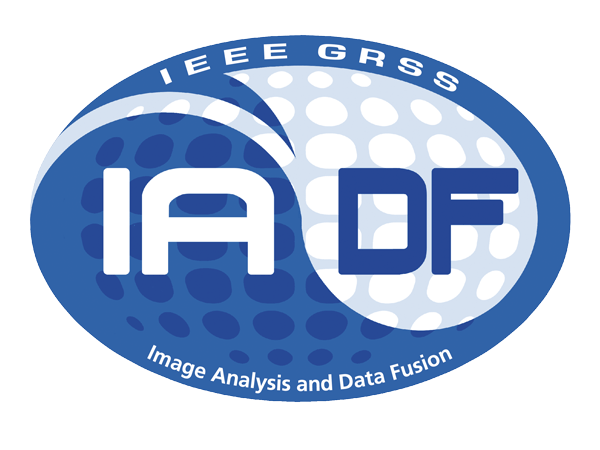 IEEE GRSS
IA DF
Image Analysis and Data Fusion